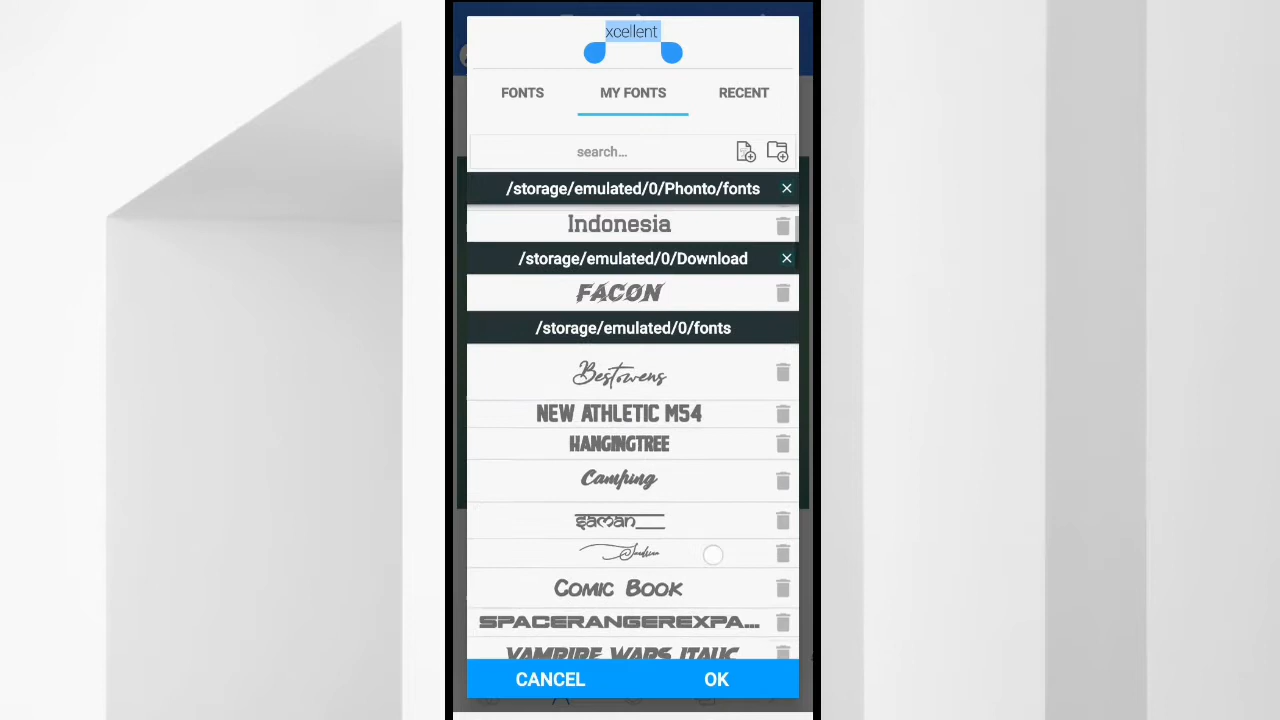 xcellent
FONTS MY FONTS RECENT
search...
/storage/emulated/0/Phonto/fonts
Indonesia
/storage/emulated/0/Download
FACON
/storage/emulated/0/fonts
Bestowens
NEW ATHLETIC M54
HANGINGTREE
Camping
saman__
Comic Book
SPACERANGEREXPA...
VAMPIRE WARS ITALIC
CANCEL OK